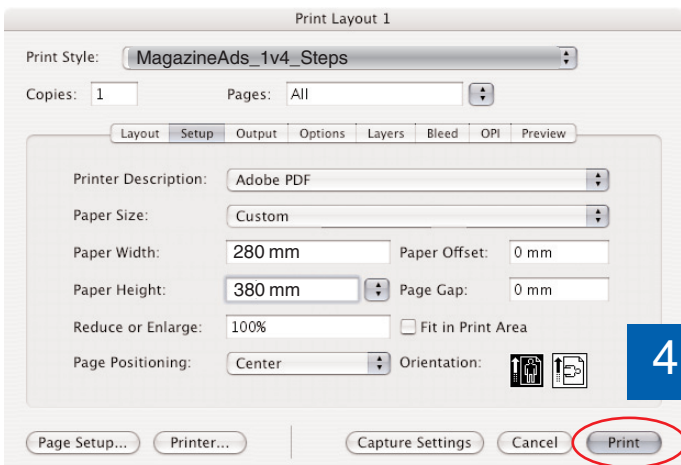 Print Layout 1
Print Style: MagazineAds_1v4_Steps
Copies: 1 Pages: All
Layout Setup Output Options Layers Bleed OPI Preview
Printer Description: Adobe PDF
Paper Size: Custom
Paper Width: 280 mm Paper Offset: 0 mm
Paper Height: 380 mm Page Gap: 0 mm
Reduce or Enlarge: 100% Fit in Print Area
Page Positioning: Center Orientation:
4
Page Setup... Printer... Capture Settings Cancel Print